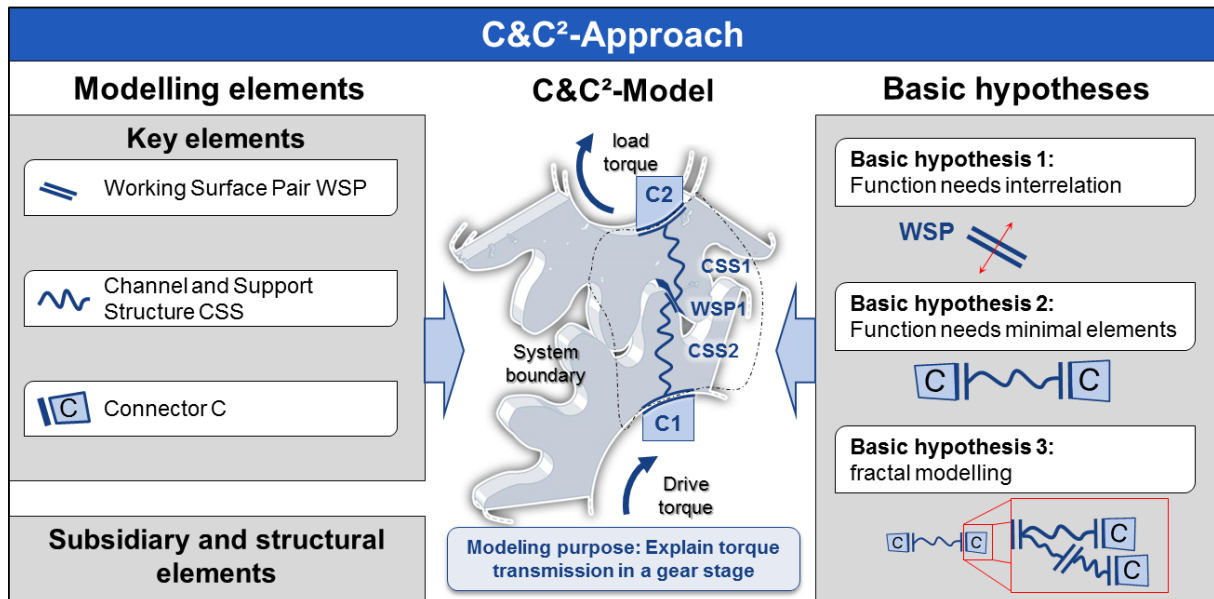 C&C²-Approach
Modelling elements
Key elements
Working Surface Pair WSP
Channel and Support
Structure CSS
C
Connector C
Subsidiary and structural
elements
C&C²-Model
load
torque
C2
CSS1
WSP1
CSS2
System
boundary
C1
Drive
torque
Modeling purpose: Explain torque
transmission in a gear stage
Basic hypotheses
Basic hypothesis 1:
Function needs interrelation
WSP
Basic hypothesis 2:
Function needs minimal elements
C C
Basic hypothesis 3:
fractal modelling
C C C
C